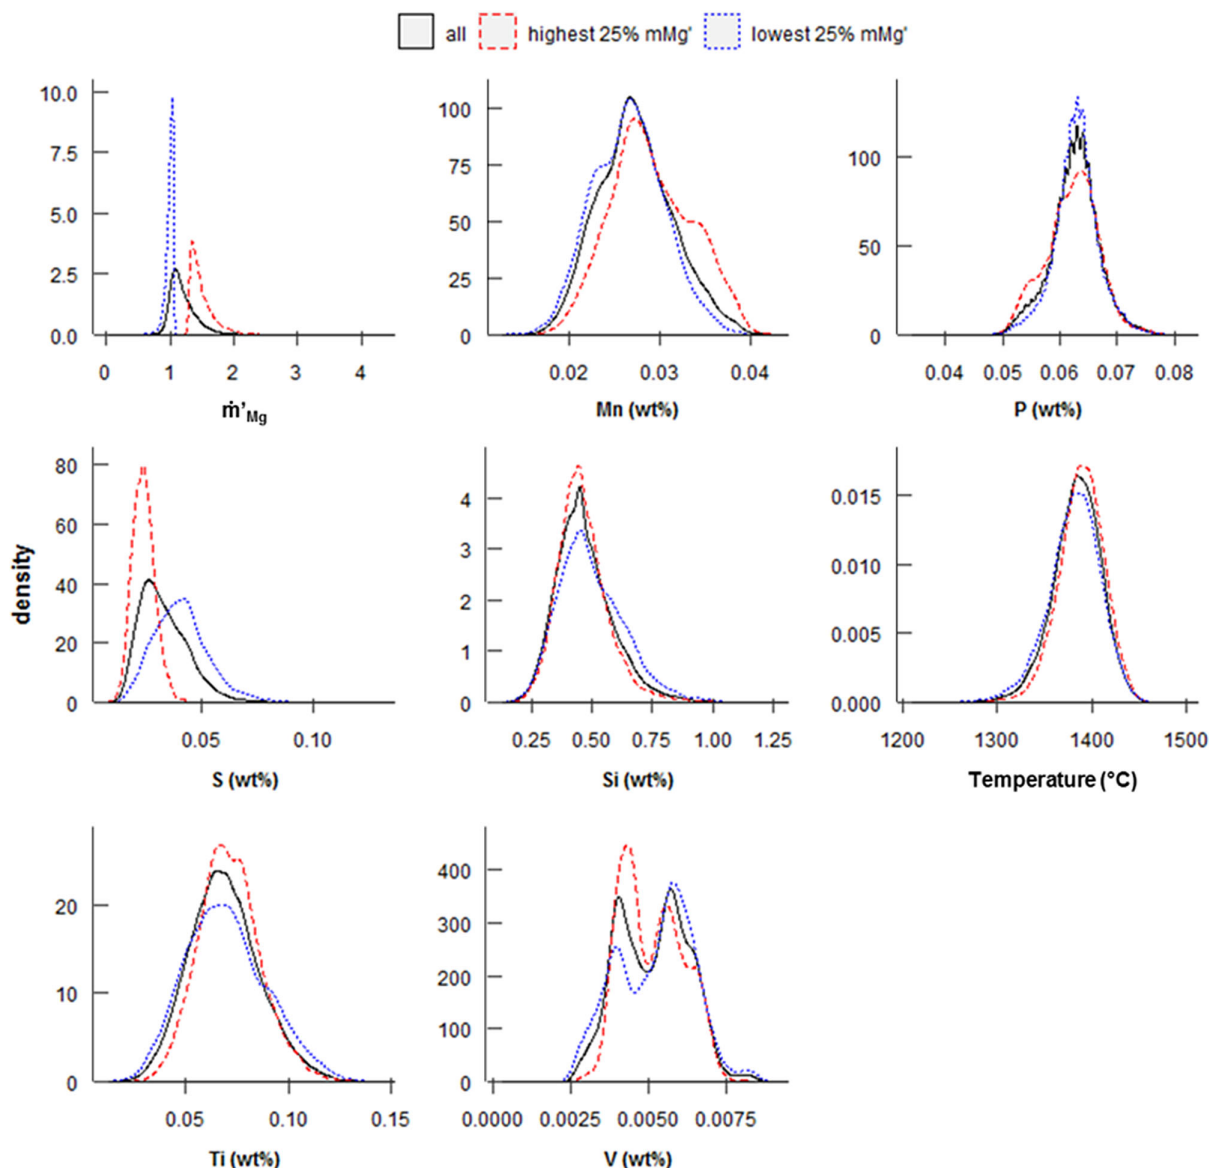 all highest 25% mMg' lowest 25% mMg'
10.0
7.5
5.0
2.5
0.0
0 1 2 3 4
ṁ'Mg
100
75
50
25
0
0.02 0.03 0.04
Mn (wt%)
100
50
0
0.04 0.05 0.06 0.07 0.08
P (wt%)
density
80
60
40
20
0
0.05 0.10
S (wt%)
4
3
2
1
0
0.25 0.50 0.75 1.00 1.25
Si (wt%)
0.015
0.010
0.005
0.000
1200 1300 1400 1500
Temperature (°C)
20
10
0
0.05 0.10 0.15
Ti (wt%)
400
300
200
100
0
0.0000 0.0025 0.0050 0.0075
V (wt%)